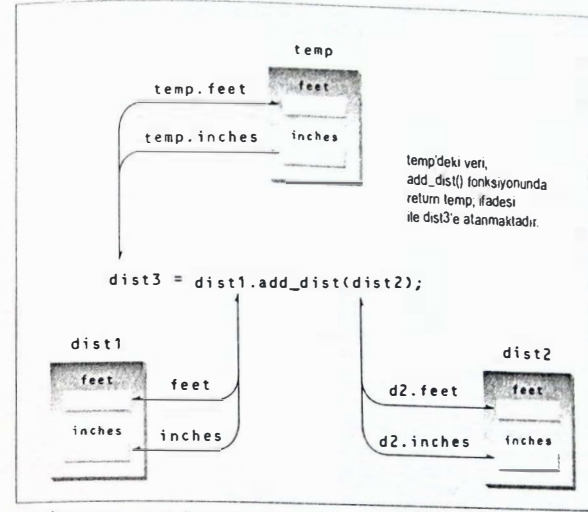 temp
temp.feet
feet
temp.inches
inches
temp'deki veri,
add_dist() fonksiyonunda
return temp; ifadesi
ile dist3'e atanmaktadır.
dist3 = dist1.add_dist(dist2);
dist1
dist2
feet
feet
d2.feet
feet
inches
inches
d2.inches
inches